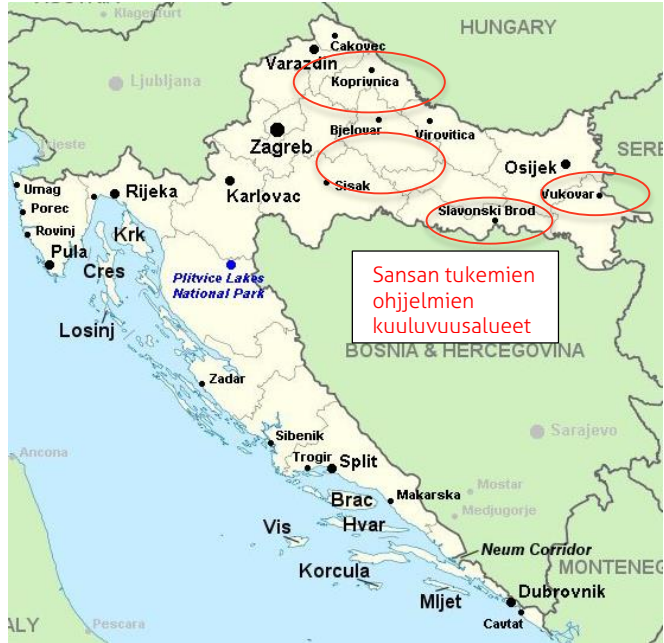 Klagenfurt
HUNGARY
Cakovec
Varazdin
Koprivnica
Ljubljana
Bjelovar
Virovitica
Zagreb
Trieste
SERB
Osijek
Umag
Rijeka
Karlovac
Sisak
Vukovar
Porec
Rovinj
Krk
Slavonski Brod
Pula
Cres
Plitvice Lakes
National Park
Sansan tukemien
ohjjelmien
kuuluvuusalueet
Losinj
BOSNIA & HERCEGOVINA
Zadar
Sarajevo
Sibenik
Ancona
Trogir
Split
Mostar
Brac
Makarska
Medjugorje
Hvar
Vis
Neum Corridor
Korcula
MONTENEG
Mljet
Dubrovnik
Cavtat
ALY
Pescara